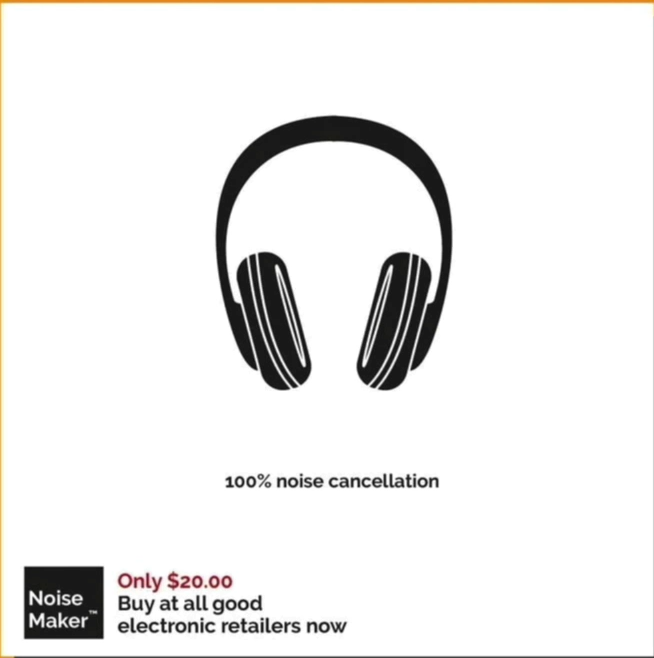 100% noise cancellation
Noise
Maker™
Only $20.00
Buy at all good
electronic retailers now